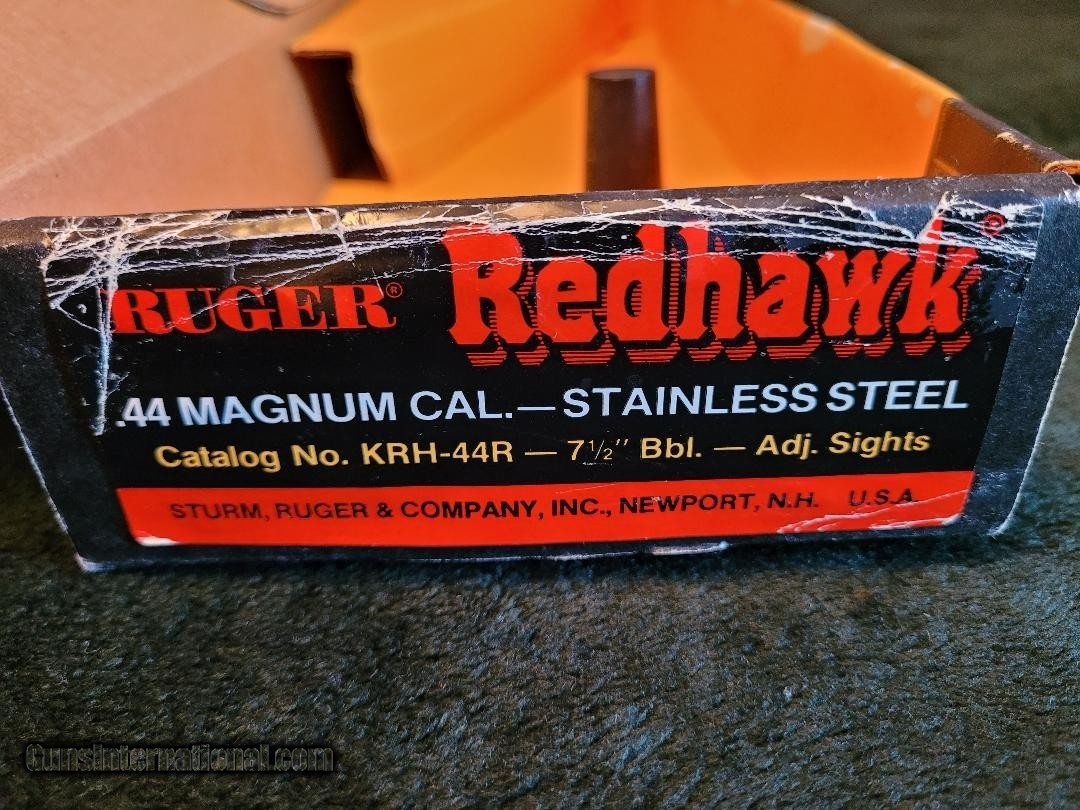 RUGER® Redhawk®
.44 MAGNUM CAL.—STAINLESS STEEL
Catalog No. KRH-44R — 7½" Bbl. — Adj. Sights
STURM, RUGER & COMPANY, INC., NEWPORT, N.H. U.S.A.
GunsInternational.com